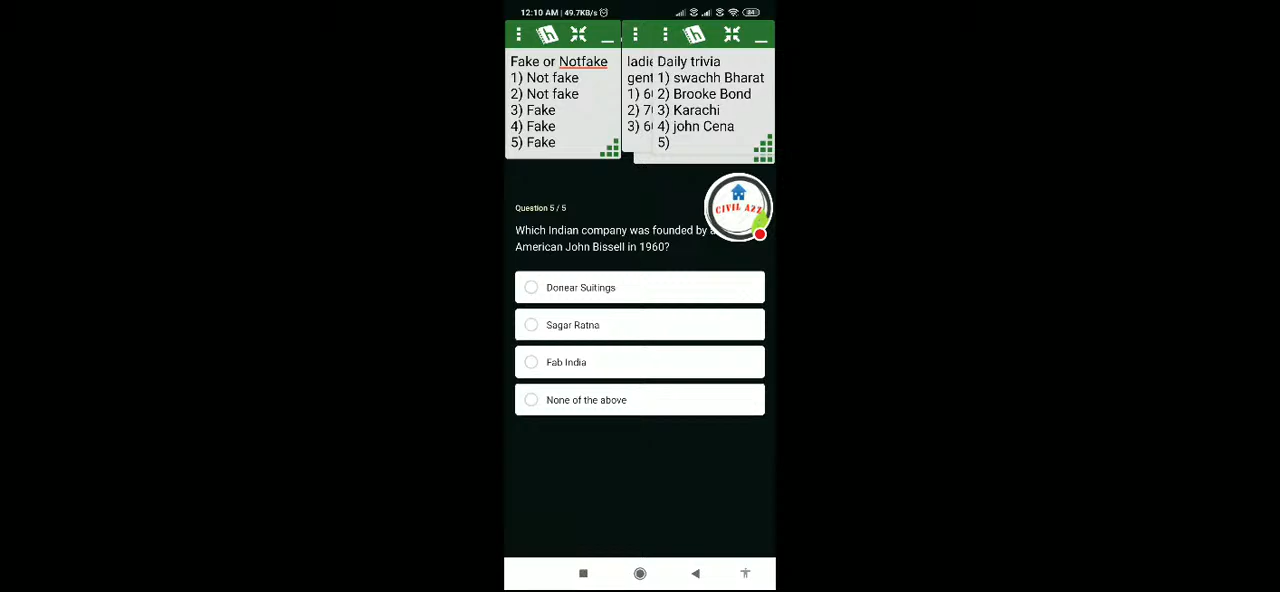 12:10 AM | 49.7KB/s
84
Fake or Notfake
1) Not fake
2) Not fake
3) Fake
4) Fake
5) Fake
ladie
gent
1) 6
2) 7
3) 6
Daily trivia
1) swachh Bharat
2) Brooke Bond
3) Karachi
4) john Cena
5)
CIVIL A2Z
Question 5 / 5
Which Indian company was founded by a
American John Bissell in 1960?
Donear Suitings
Sagar Ratna
Fab India
None of the above